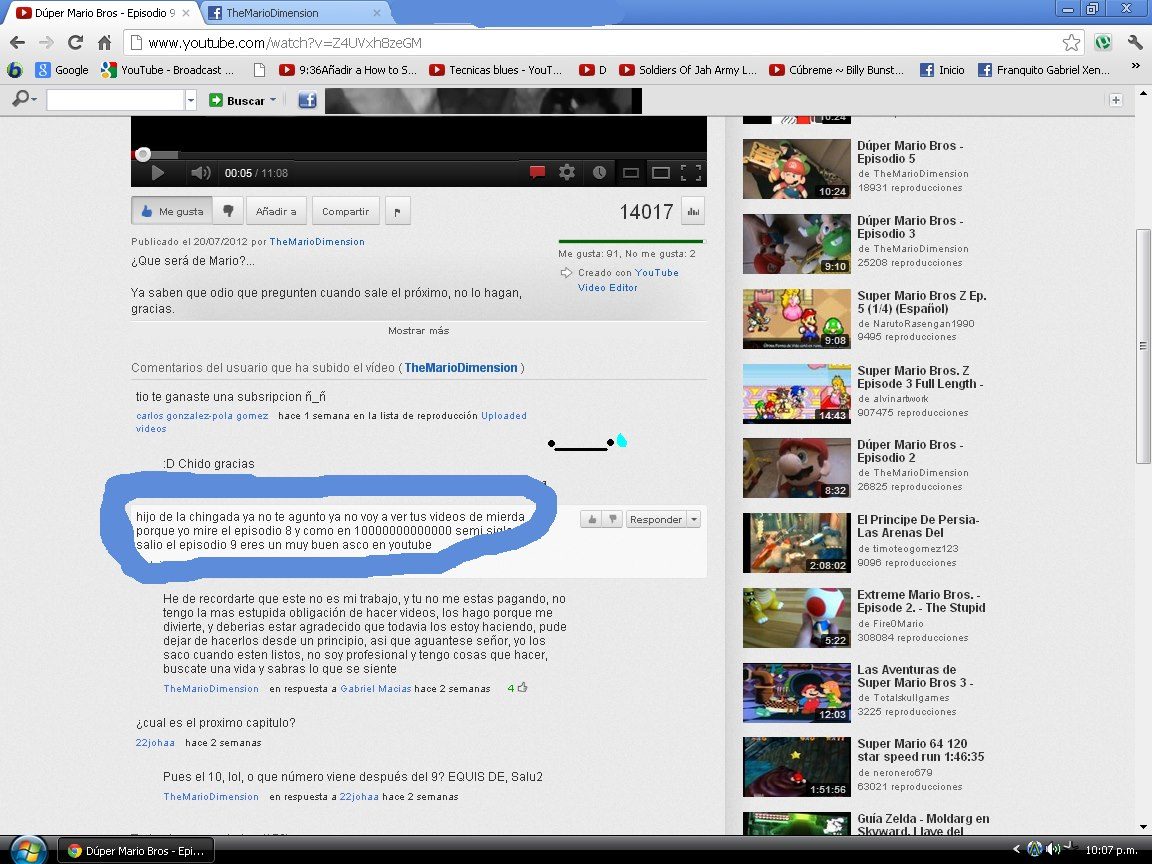 Dúper Mario Bros - Episodio 9
TheMarioDimension
www.youtube.com/watch?v=Z4UVxh8zeGM
Google
YouTube - Broadcast ...
9:36Añadir a How to S...
Tecnicas blues - YouT...
D
Soldiers Of Jah Army L...
Cúbreme ~ Billy Bunst...
Inicio
Franquito Gabriel Xen...
»
Buscar
00:05 / 11:08
Me gusta
Añadir a
Compartir
14017
Publicado el 20/07/2012 por TheMarioDimension
Me gusta: 91, No me gusta: 2
¿Que será de Mario?...
Creado con YouTube
Video Editor
Ya saben que odio que pregunten cuando sale el próximo, no lo hagan,
gracias.
Mostrar más
Comentarios del usuario que ha subido el vídeo ( TheMarioDimension )
tio te ganaste una subsripcion ñ_ñ
carlos gonzalez-pola gomez hace 1 semana en la lista de reproducción Uploaded
videos
:D Chido gracias
hijo de la chingada ya no te agunto ya no voy a ver tus videos de mierda
porque yo mire el episodio 8 y como en 10000000000000 semi
salio el episodio 9 eres un muy buen asco en youtube
Responder
He de recordarte que este no es mi trabajo, y tu no me estas pagando, no
tengo la mas estupida obligación de hacer videos, los hago porque me
divierte, y deberias estar agradecido que todavia los estoy haciendo, pude
dejar de hacerlos desde un principio, asi que aguantese señor, yo los
saco cuando esten listos, no soy profesional y tengo cosas que hacer,
buscate una vida y sabras lo que se siente
TheMarioDimension en respuesta a Gabriel Macias hace 2 semanas 4
¿cual es el proximo capitulo?
22johaa hace 2 semanas
Pues el 10, lol, o que número viene después del 9? EQUIS DE, Salu2
TheMarioDimension en respuesta a 22johaa hace 2 semanas
10:24
Dúper Mario Bros -
Episodio 5
de TheMarioDimension
18931 reproducciones
10:24
Dúper Mario Bros -
Episodio 3
de TheMarioDimension
25208 reproducciones
9:10
Super Mario Bros Z Ep.
5 (1/4) (Español)
de NarutoRasengan1990
9495 reproducciones
9:08
Super Mario Bros. Z
Episode 3 Full Length -
de alvinartwork
907475 reproducciones
14:43
Dúper Mario Bros -
Episodio 2
de TheMarioDimension
26825 reproducciones
8:32
El Principe De Persia-
Las Arenas Del
de timoteogomez123
9096 reproducciones
2:08:02
Extreme Mario Bros. -
Episode 2. - The Stupid
de Fire0Mario
308084 reproducciones
5:22
Las Aventuras de
Super Mario Bros 3 -
de Totalskullgames
3225 reproducciones
12:03
Super Mario 64 120
star speed run 1:46:35
de neronero679
63021 reproducciones
1:51:56
Guía Zelda - Moldarg en
Skyward, Llave del
Dúper Mario Bros - Epi...
10:07 p.m.